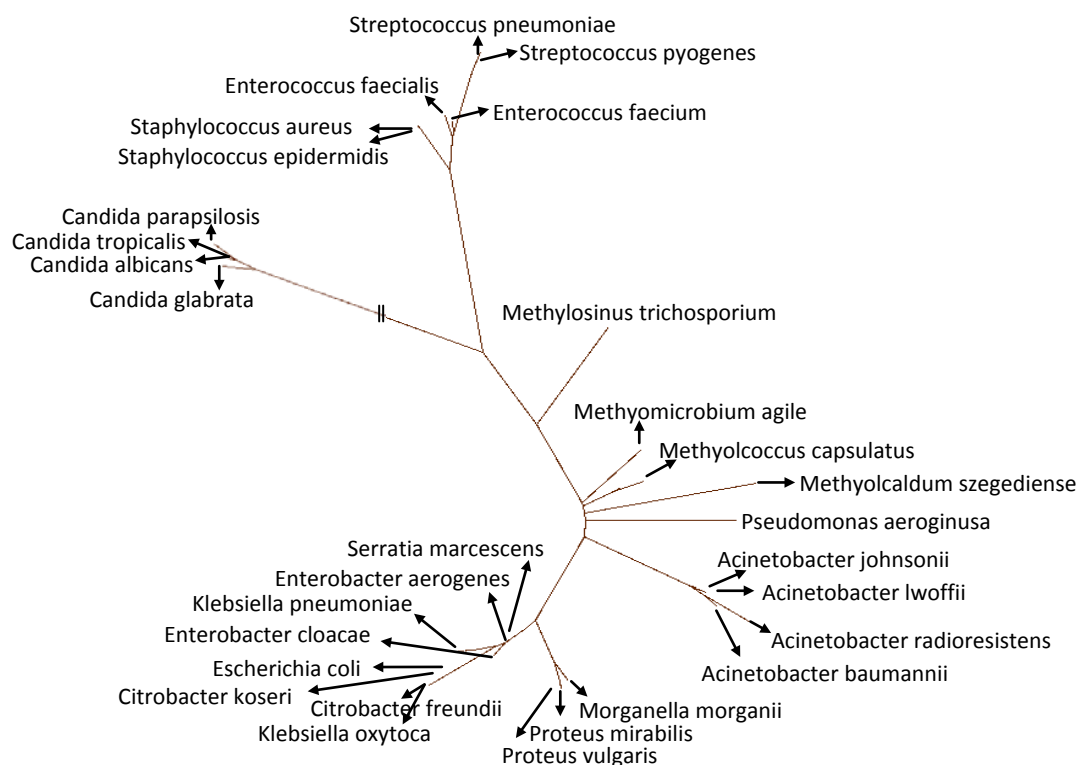 Streptococcus pneumoniae
Streptococcus pyogenes
Enterococcus faecialis
Enterococcus faecium
Staphylococcus aureus
Staphylococcus epidermidis
Candida parapsilosis
Candida tropicalis
Candida albicans
Candida glabrata
Methylosinus trichosporium
Methyomicrobium agile
Methyolcoccus capsulatus
Methyolcaldum szegediense
Pseudomonas aeroginusa
Serratia marcescens
Acinetobacter johnsonii
Enterobacter aerogenes
Acinetobacter lwoffii
Klebsiella pneumoniae
Enterobacter cloacae
Acinetobacter radioresistens
Escherichia coli
Acinetobacter baumannii
Citrobacter koseri
Citrobacter freundii
Morganella morganii
Klebsiella oxytoca
Proteus mirabilis
Proteus vulgaris